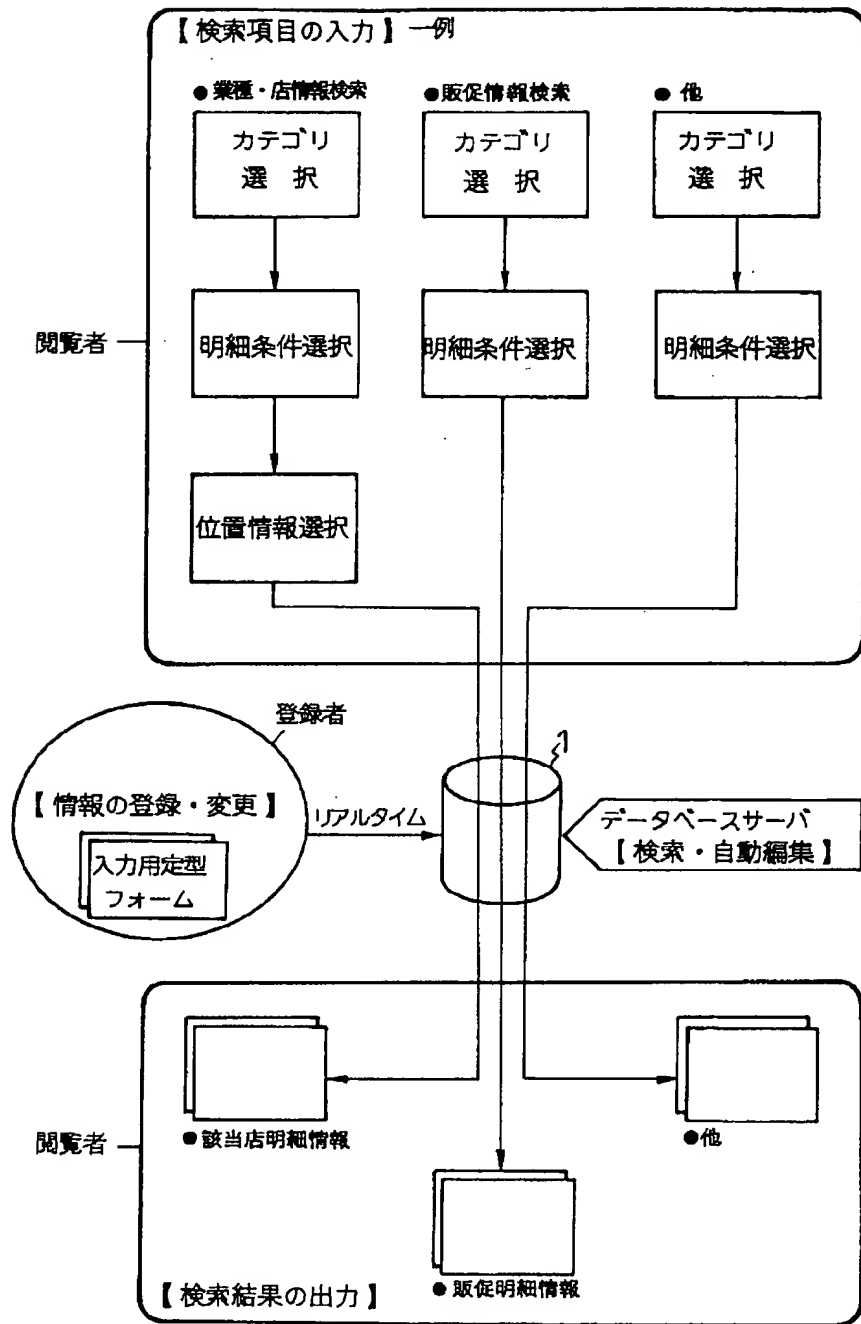 【検索項目の入力】一例
●業種・店情報検索
●販促情報検索
●他
カテゴリ
選択
カテゴリ
選択
カテゴリ
選択
明細条件選択
明細条件選択
明細条件選択
閲覧者
位置情報選択
登録者
1
【情報の登録・変更】
入力用定型
フォーム
リアルタイム
データベースサーバ
【検索・自動編集】
●該当店明細情報
●他
閲覧者
●販促明細情報
【検索結果の出力】